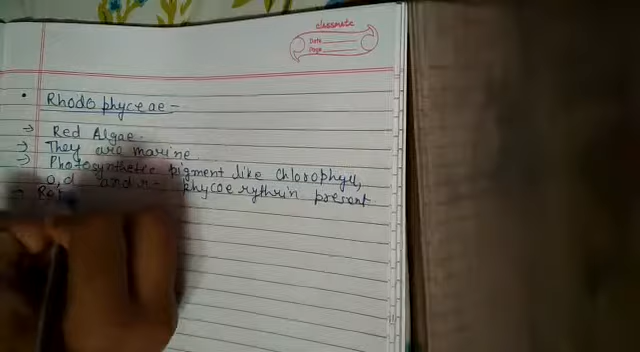 classmate
Date
Page
• Rhodophyceae -
→ Red Algae.
→ They are marine.
→ Photosynthetic pigment like Chlorophyll,
a, d and r- phycoerythrin present
→